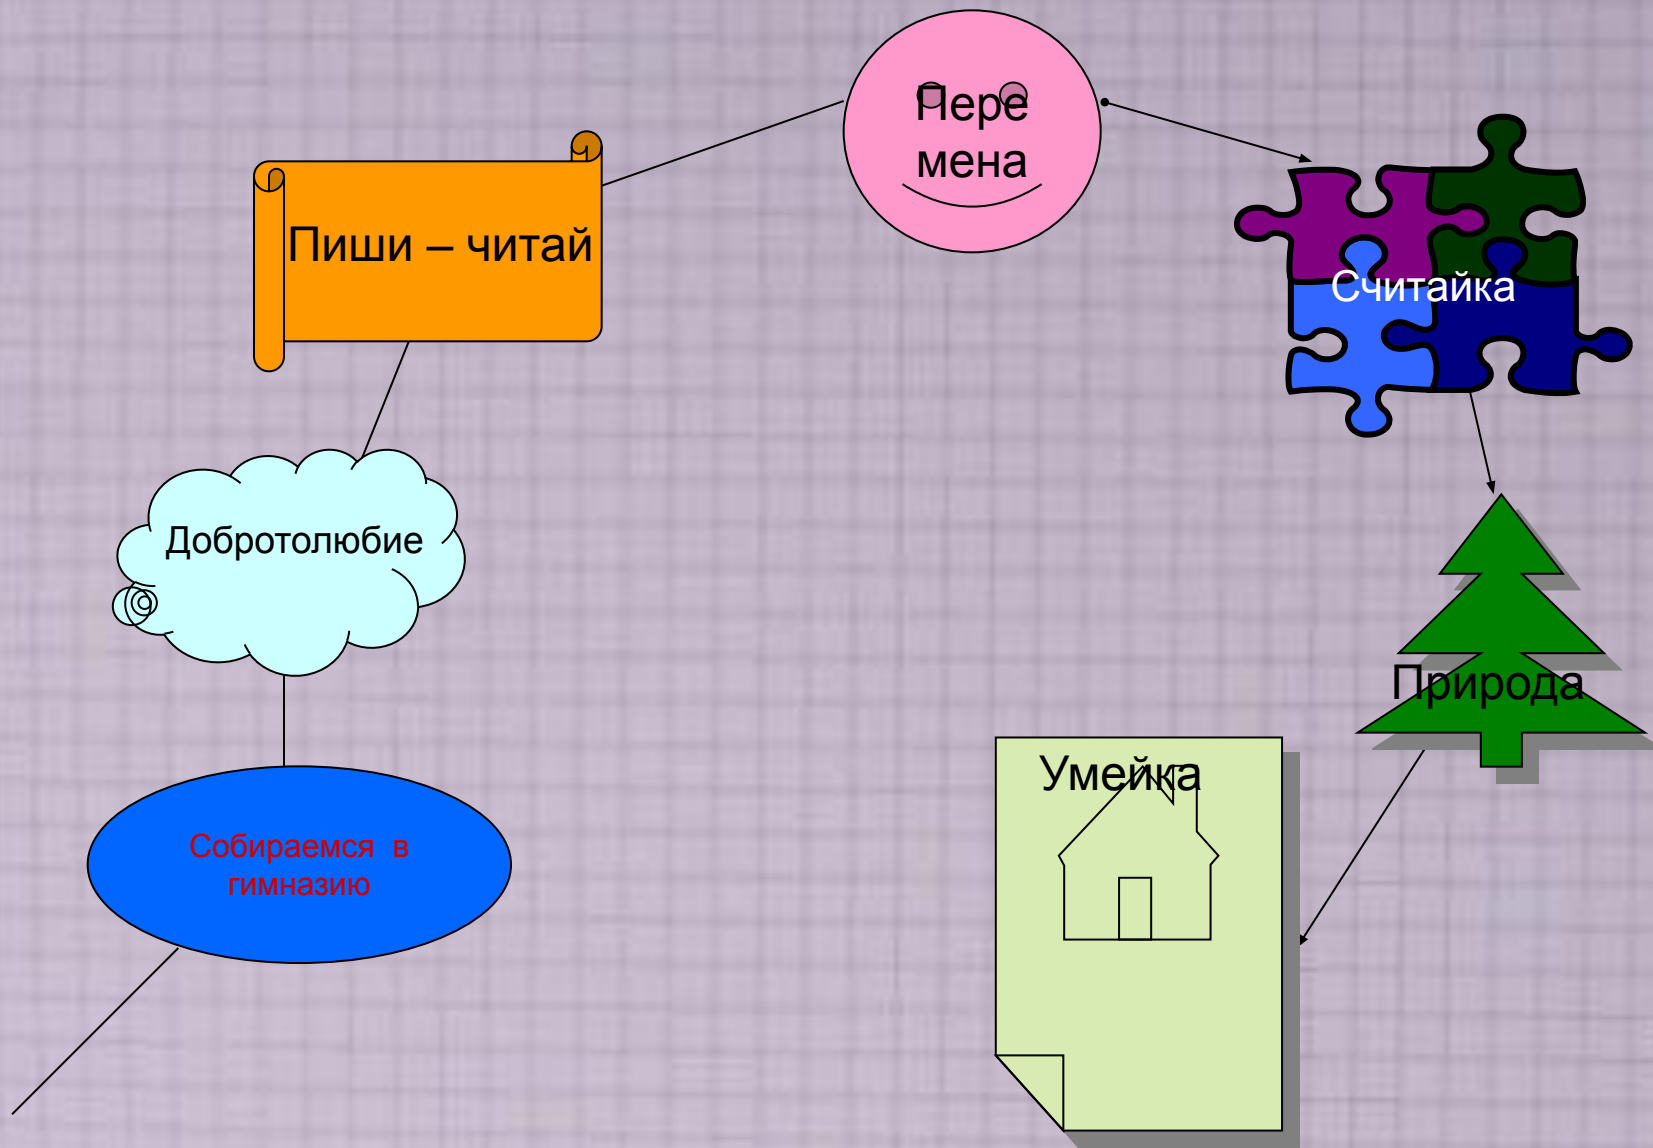 Пере
мена
Пиши – читай
Считайка
Добротолюбие
Природа
Умейка
Собираемся в
гимназию